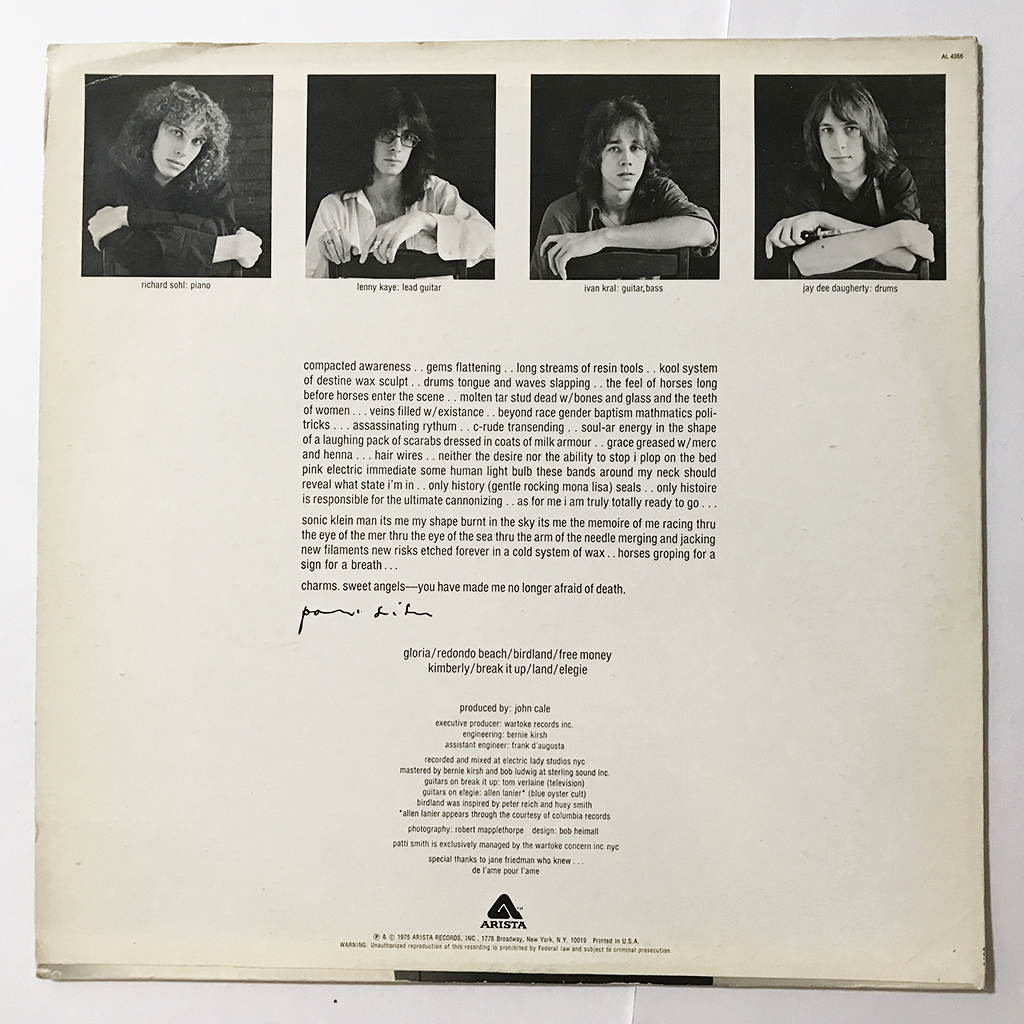 AL 4066
richard sohl: piano
lenny kaye: lead guitar
ivan kral: guitar, bass
jay dee daugherty: drums
compacted awareness . . gems flattening . . long streams of resin tools . . kool system
of destine wax sculpt . . drums tongue and waves slapping . . the feel of horses long
before horses enter the scene . . molten tar stud dead w/bones and glass and the teeth
of women . . . veins filled w/existance . . beyond race gender baptism mathmatics poli-
tricks . . . assassinating rythum . . c-rude transending . . soul-ar energy in the shape
of a laughing pack of scarabs dressed in coats of milk armour . . grace greased w/merc
and henna . . . hair wires . . neither the desire nor the ability to stop i plop on the bed
pink electric immediate some human light bulb these bands around my neck should
reveal what state i'm in . . only history (gentle rocking mona lisa) seals . . only histoire
is responsible for the ultimate cannonizing . . as for me i am truly totally ready to go . . .
sonic klein man its me my shape burnt in the sky its me the memoire of me racing thru
the eye of the mer thru the eye of the sea thru the arm of the needle merging and jacking
new filaments new risks etched forever in a cold system of wax . . horses groping for a
sign for a breath . . .
charms. sweet angels—you have made me no longer afraid of death.
gloria/redondo beach/birdland/free money
kimberly/break it up/land/elegie
produced by: john cale
executive producer: wartoke records inc.
engineering: bernie kirsh
assistant engineer: frank d'augusta
recorded and mixed at electric lady studios nyc
mastered by bernie kirsh and bob ludwig at sterling sound inc.
guitars on break it up: tom verlaine (television)
guitars on elegie: allen lanier* (blue oyster cult)
birdland was inspired by peter reich and huey smith
*allen lanier appears through the courtesy of columbia records
photography: robert mapplethorpe design: bob heimall
patti smith is exclusively managed by the wartoke concern inc. nyc
special thanks to jane friedman who knew . . .
de l'ame pour l'ame
ARISTA TM
℗ & © 1975 ARISTA RECORDS, INC., 1776 Broadway, New York, N.Y. 10019 Printed in U.S.A.
WARNING: Unauthorized reproduction of this recording is prohibited by Federal law and subject to criminal prosecution.